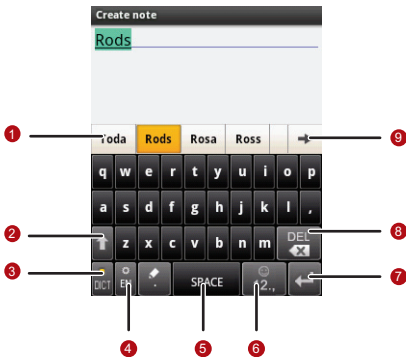 Create note
Rods
1 Toda Rods Rosa Ross 9
q w e r t y u i o p
a s d f g h j k l ,
2 z x c v b n m DEL 8
3 DICT EN . SPACE 12., 7
4 5 6